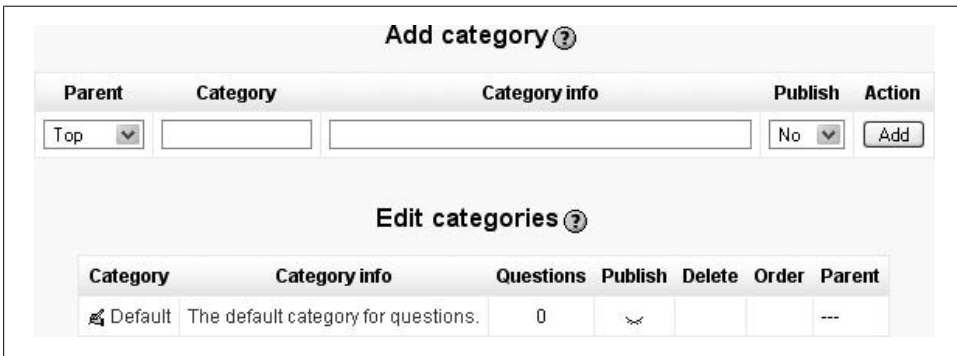 Add category ?
Parent Category Category info Publish Action
Top No Add
Edit categories ?
Category Category info Questions Publish Delete Order Parent
Default The default category for questions. 0 ---